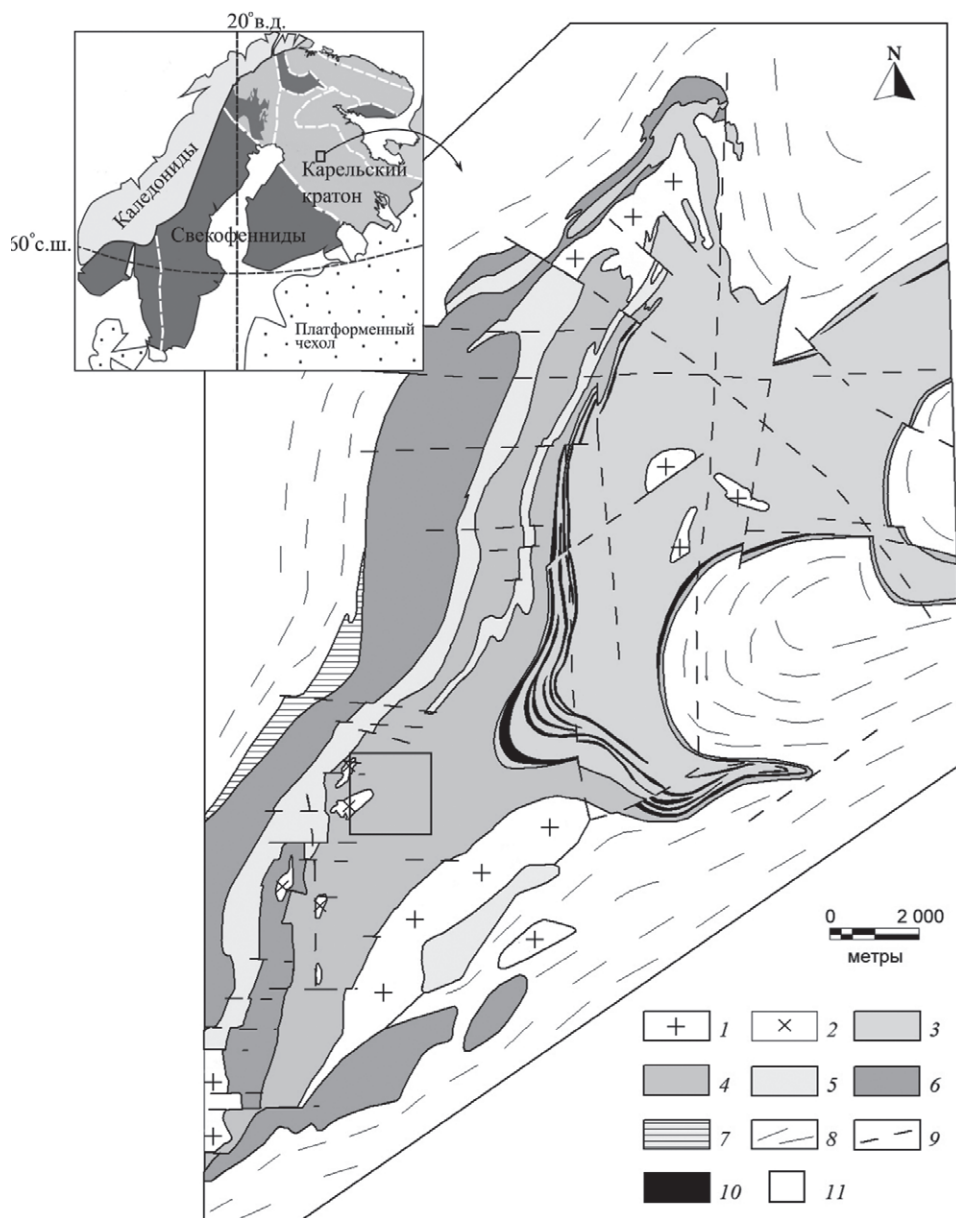 20°в.д.
N
Каледониды
Карельский
кратон
60°с.ш.
Свекофенниды
Платформенный
чехол
0 2 000
метры
1 2 3
4 5 6
7 8 9
10 11